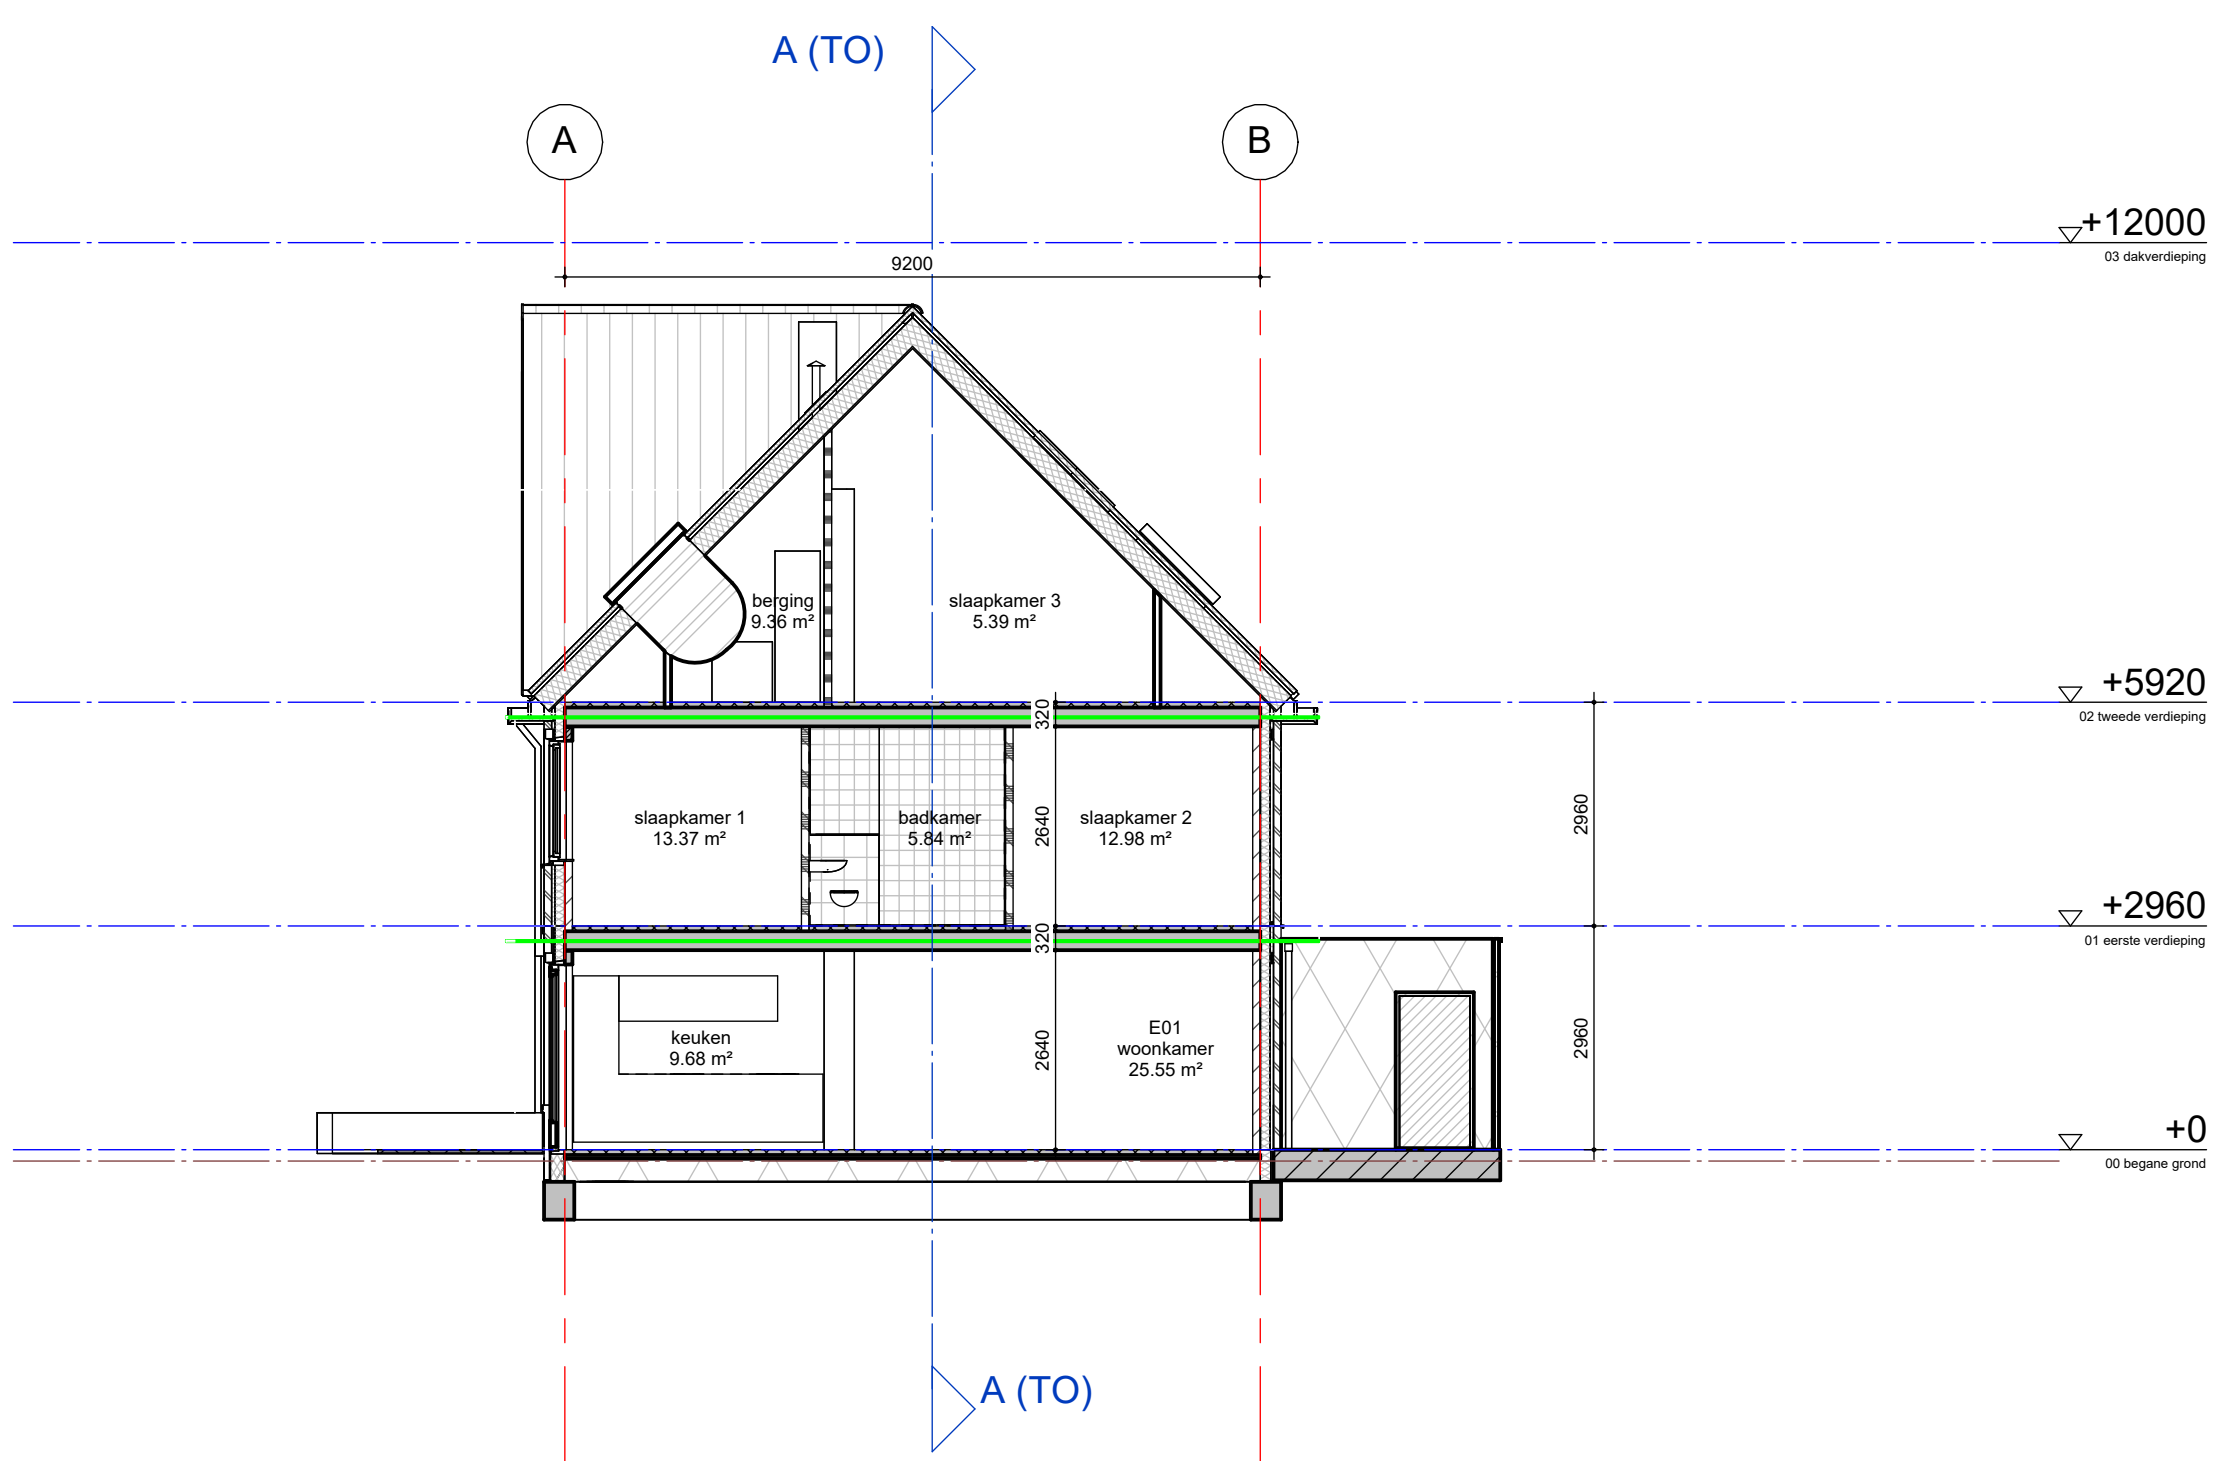 A (TO)
A
B
+12000
03 dakverdieping
9200
berging
9.36 m²
slaapkamer 3
5.39 m²
+5920
02 tweede verdieping
320
slaapkamer 1
13.37 m²
badkamer
5.84 m²
2640
slaapkamer 2
12.98 m²
2960
+2960
01 eerste verdieping
320
keuken
9.68 m²
2640
E01
woonkamer
25.55 m²
2960
+0
00 begane grond
A (TO)